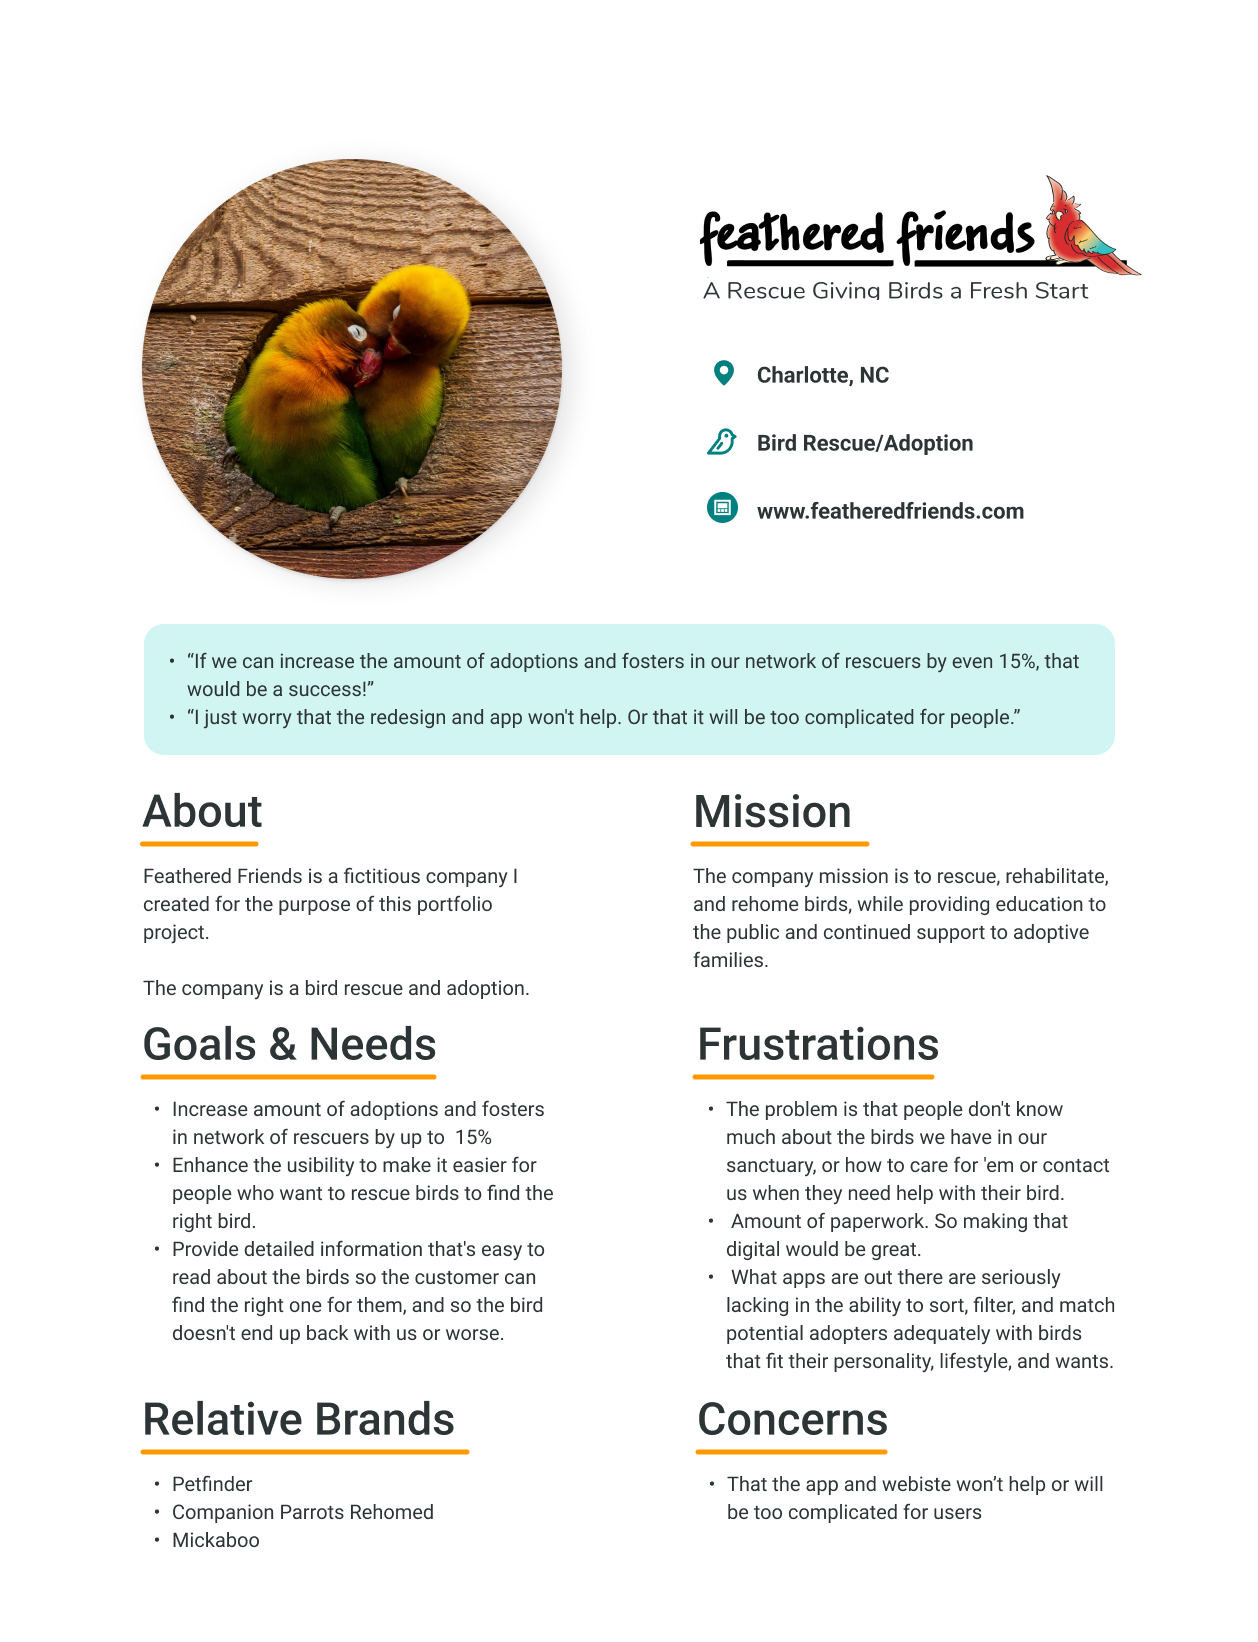 feathered friends
A Rescue Giving Birds a Fresh Start
Charlotte, NC
Bird Rescue/Adoption
www.featheredfriends.com
• “If we can increase the amount of adoptions and fosters in our network of rescuers by even 15%, that
would be a success!”
• “I just worry that the redesign and app won't help. Or that it will be too complicated for people.”
About
Feathered Friends is a fictitious company I
created for the purpose of this portfolio
project.
The company is a bird rescue and adoption.
Mission
The company mission is to rescue, rehabilitate,
and rehome birds, while providing education to
the public and continued support to adoptive
families.
Goals & Needs
• Increase amount of adoptions and fosters
in network of rescuers by up to  15%
• Enhance the usibility to make it easier for
people who want to rescue birds to find the
right bird.
• Provide detailed information that's easy to
read about the birds so the customer can
find the right one for them, and so the bird
doesn't end up back with us or worse.
Frustrations
• The problem is that people don't know
much about the birds we have in our
sanctuary, or how to care for 'em or contact
us when they need help with their bird.
• Amount of paperwork. So making that
digital would be great.
• What apps are out there are seriously
lacking in the ability to sort, filter, and match
potential adopters adequately with birds
that fit their personality, lifestyle, and wants.
Relative Brands
• Petfinder
• Companion Parrots Rehomed
• Mickaboo
Concerns
• That the app and webiste won’t help or will
be too complicated for users